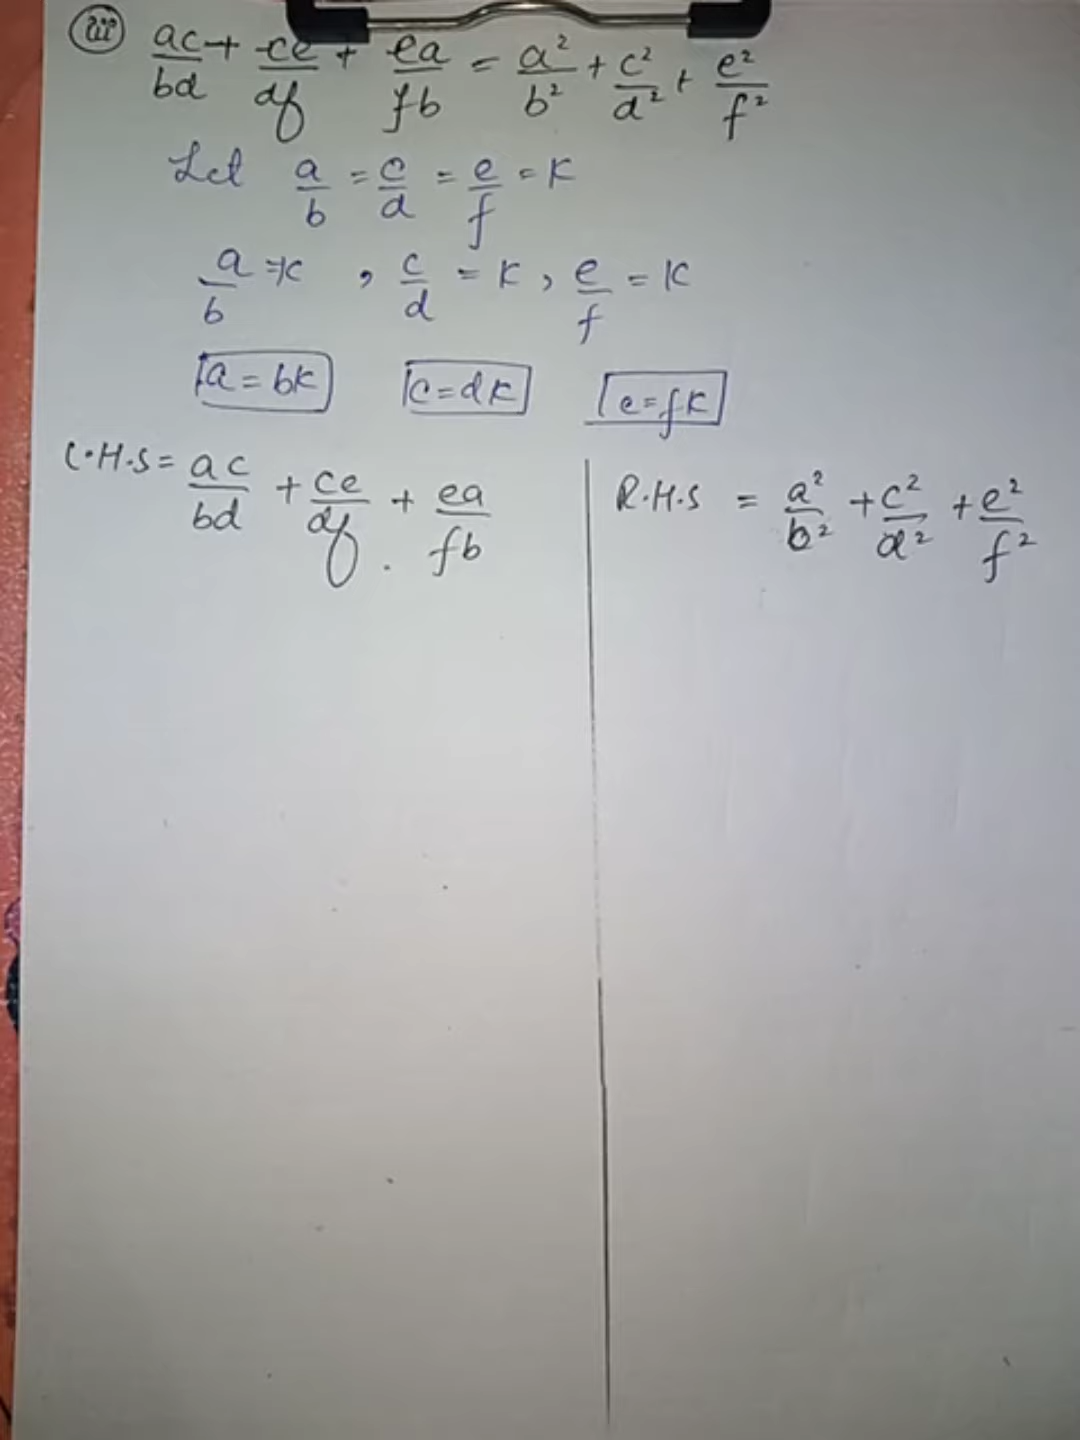 (iii) ac/bd + ce/df + ea/fb = a²/b² + c²/d² + e²/f²
Let a/b = c/d = e/f = K
a/b = K , c/d = K , e/f = K
a = bK c = dK e = fK
L.H.S = ac/bd + ce/df + ea/fb
R.H.S = a²/b² + c²/d² + e²/f²